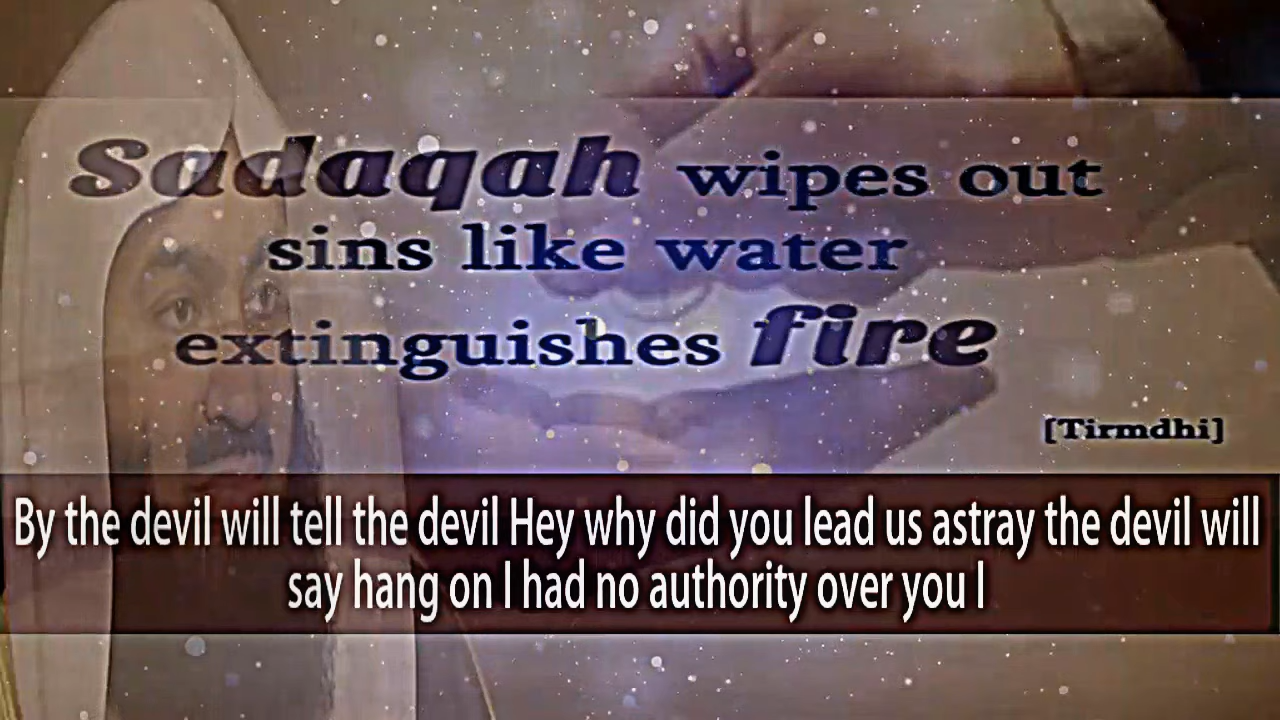 Sadaqah wipes out
sins like water
extinguishes fire
[Tirmdhi]
By the devil will tell the devil Hey why did you lead us astray the devil will
say hang on I had no authority over you I